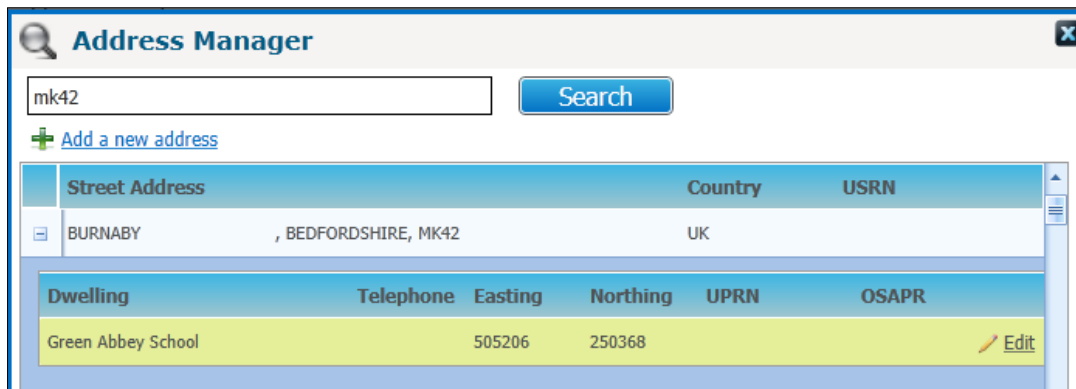 Address Manager
mk42
Search
Add a new address
Street Address Country USRN
BURNABY , BEDFORDSHIRE, MK42 UK
Dwelling Telephone Easting Northing UPRN OSAPR
Green Abbey School 505206 250368 Edit